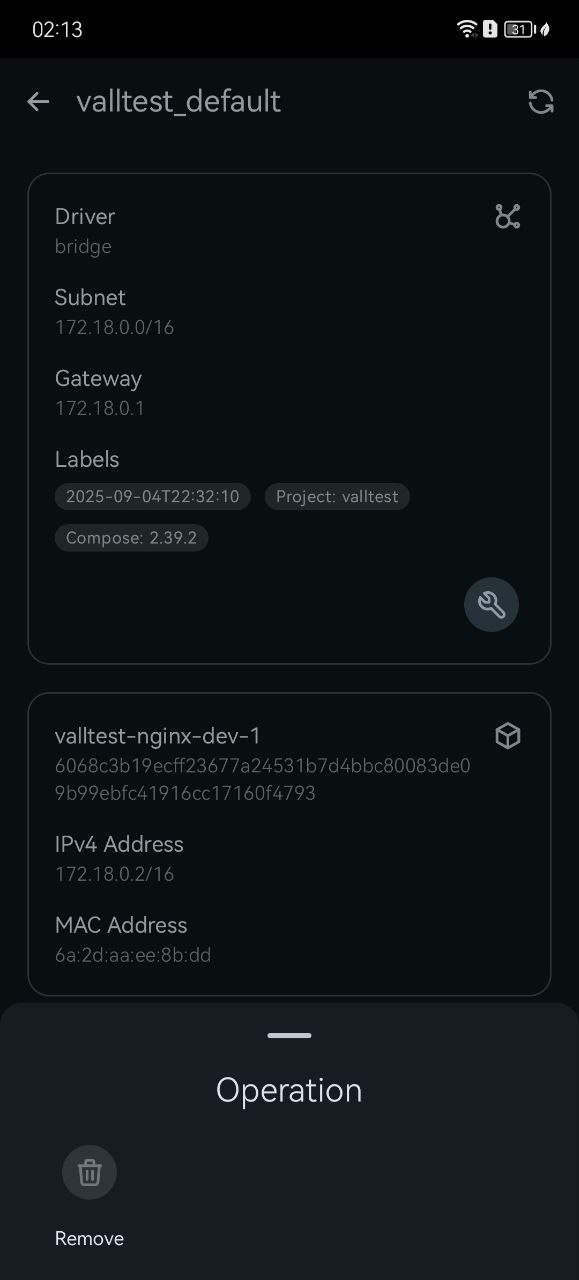 02:13
31
valltest_default
Driver
bridge
Subnet
172.18.0.0/16
Gateway
172.18.0.1
Labels
2025-09-04T22:32:10 Project: valltest
Compose: 2.39.2
valltest-nginx-dev-1
6068c3b19ecff23677a24531b7d4bbc80083de0
9b99ebfc41916cc17160f4793
IPv4 Address
172.18.0.2/16
MAC Address
6a:2d:aa:ee:8b:dd
Operation
Remove